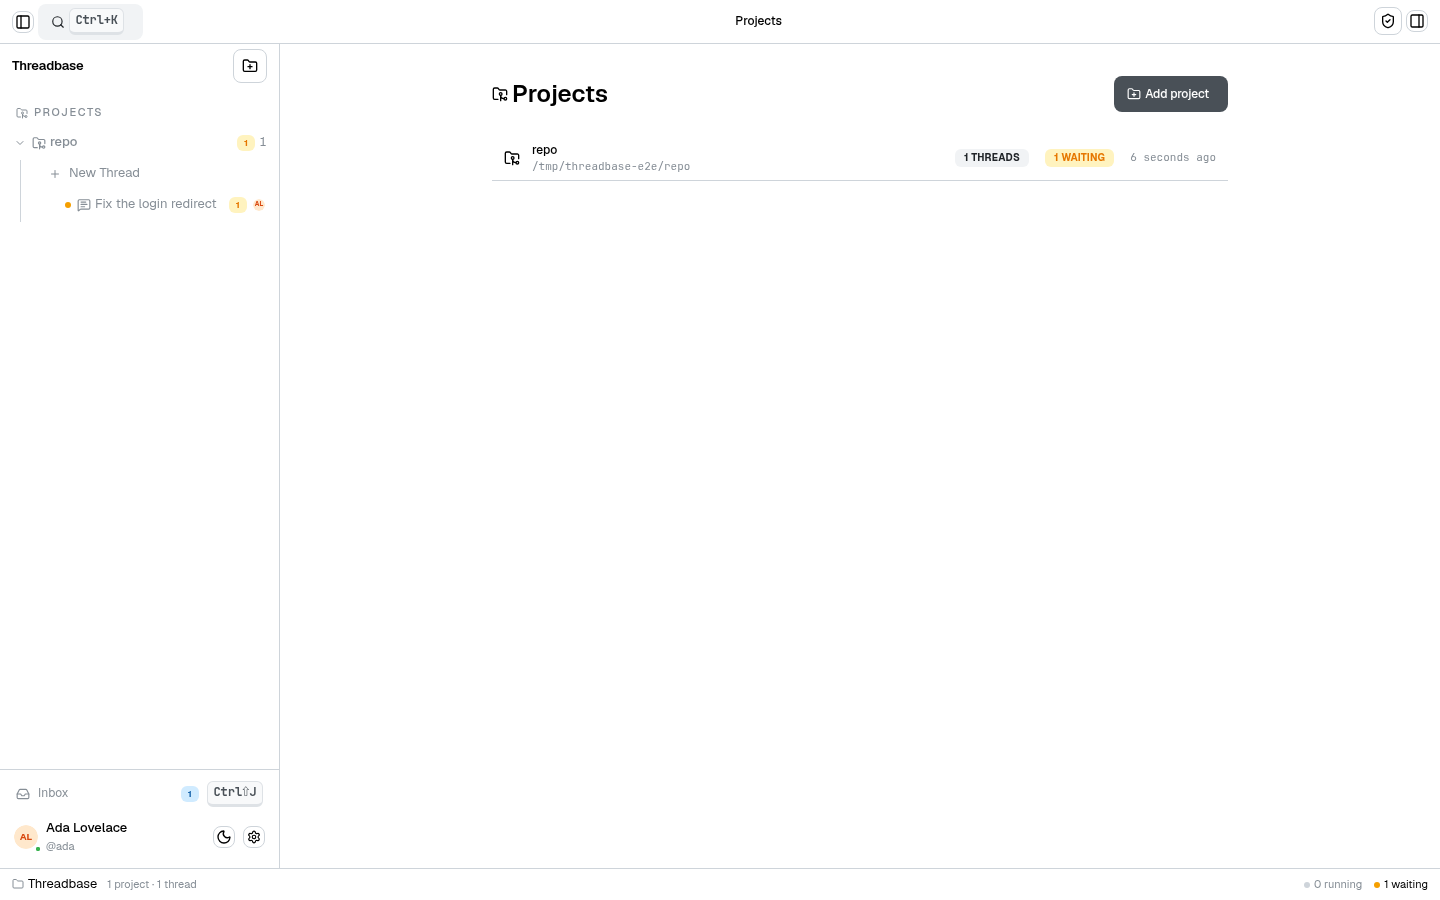 Ctrl+K
Projects
Threadbase
PROJECTS
repo 1 1
New Thread
Fix the login redirect 1 AL
Projects
Add project
repo
/tmp/threadbase-e2e/repo
1 THREADS
1 WAITING
6 seconds ago
Inbox 1 Ctrl⇧J
AL
Ada Lovelace
@ada
Threadbase 1 project · 1 thread
0 running 1 waiting